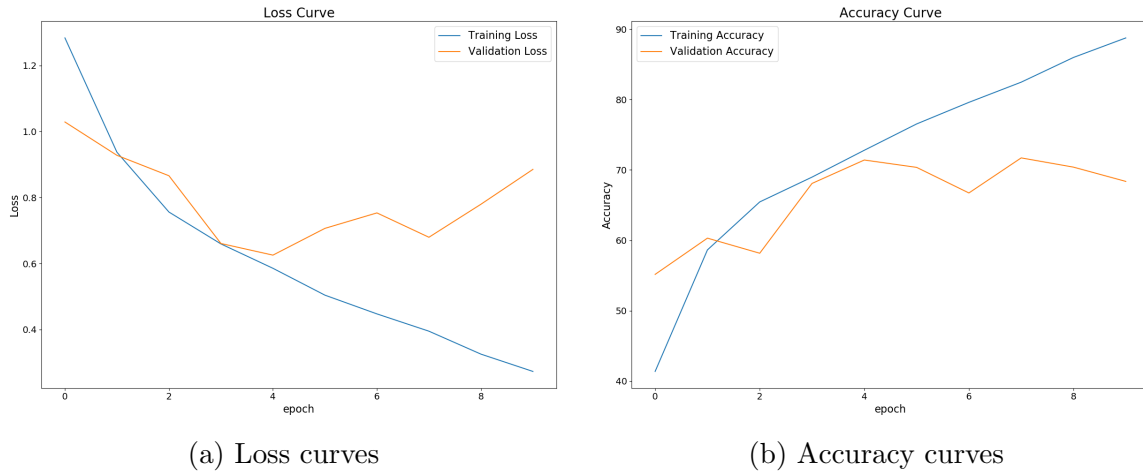 Loss Curve
Training Loss
Validation Loss
1.2
1.0
0.8
0.6
0.4
Loss
0 2 4 6 8
epoch
(a) Loss curves
Accuracy Curve
Training Accuracy
Validation Accuracy
90
80
70
60
50
40
Accuracy
0 2 4 6 8
epoch
(b) Accuracy curves